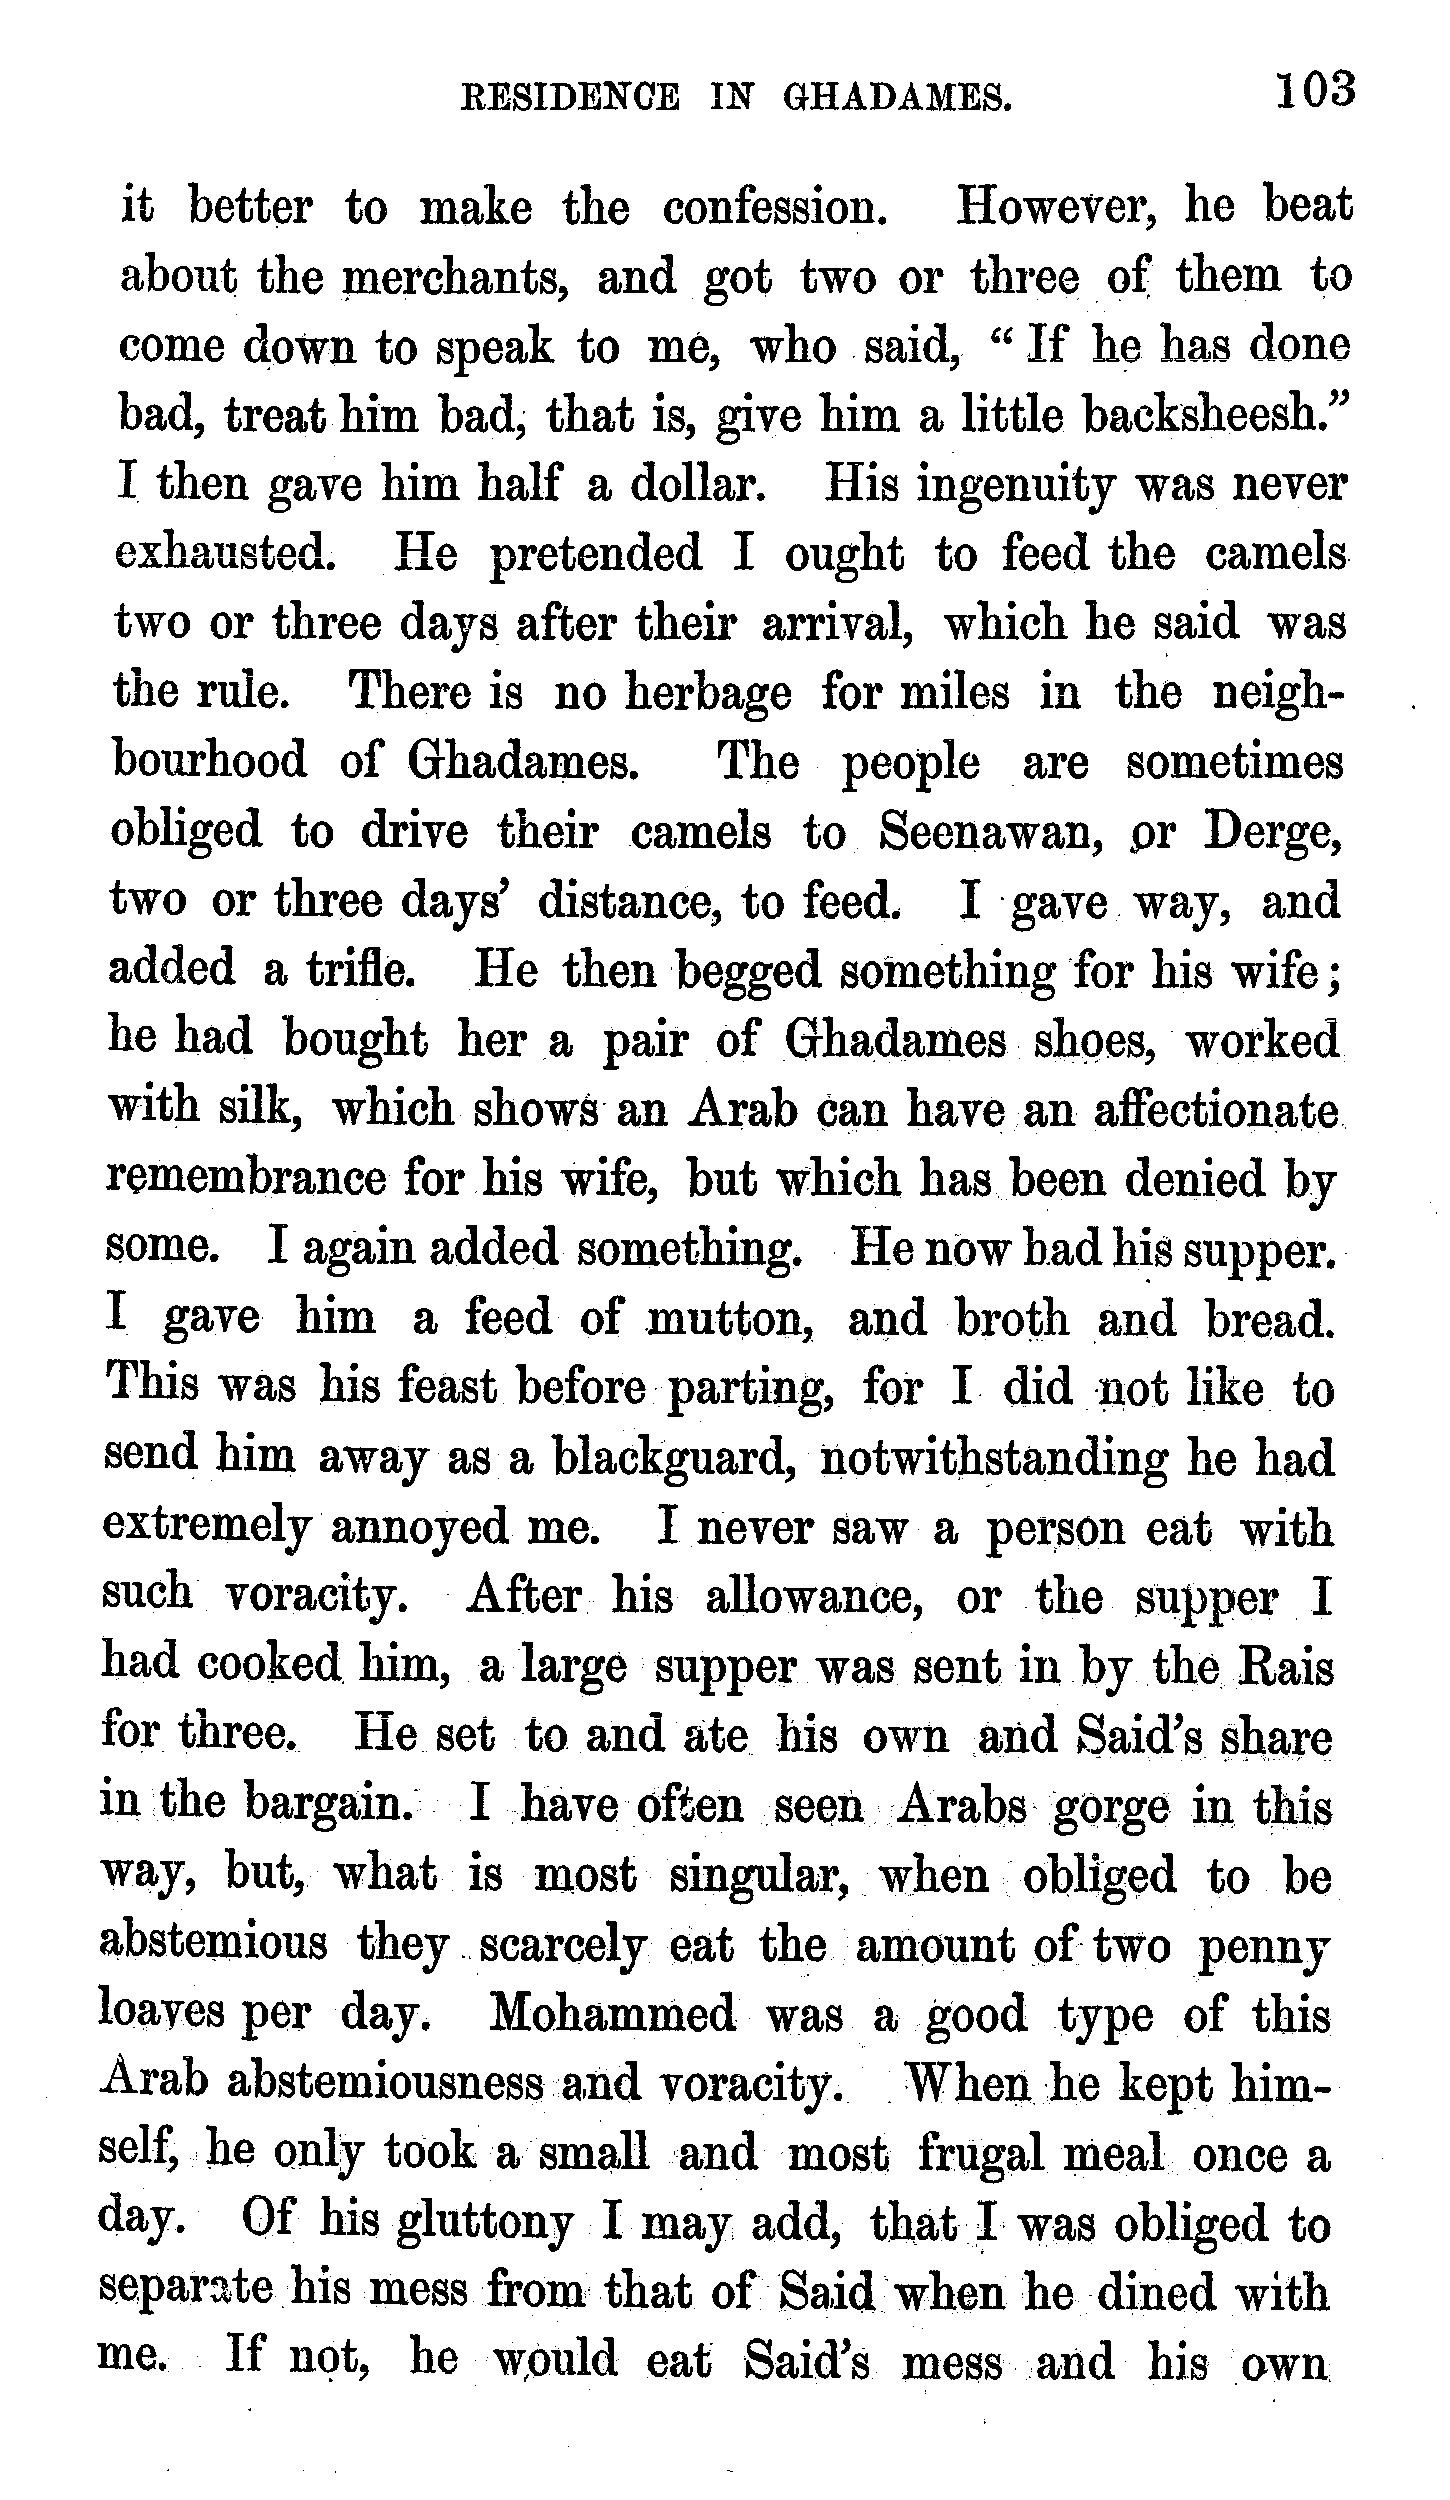 RESIDENCE IN GHADAMES. 103
it better to make the confession. However, he beat
about the merchants, and got two or three of them to
come down to speak to me, who said, “ If he has done
bad, treat him bad, that is, give him a little backsheesh.”
I then gave him half a dollar. His ingenuity was never
exhausted. He pretended I ought to feed the camels
two or three days after their arrival, which he said was
the rule. There is no herbage for miles in the neigh-
bourhood of Ghadames. The people are sometimes
obliged to drive their camels to Seenawan, or Derge,
two or three days’ distance, to feed. I gave way, and
added a trifle. He then begged something for his wife;
he had bought her a pair of Ghadames shoes, worked
with silk, which shows an Arab can have an affectionate
remembrance for his wife, but which has been denied by
some. I again added something. He now had his supper.
I gave him a feed of mutton, and broth and bread.
This was his feast before parting, for I did not like to
send him away as a blackguard, notwithstanding he had
extremely annoyed me. I never saw a person eat with
such voracity. After his allowance, or the supper I
had cooked him, a large supper was sent in by the Rais
for three. He set to and ate his own and Said’s share
in the bargain. I have often seen Arabs gorge in this
way, but, what is most singular, when obliged to be
abstemious they scarcely eat the amount of two penny
loaves per day. Mohammed was a good type of this
Arab abstemiousness and voracity. When he kept him-
self, he only took a small and most frugal meal once a
day. Of his gluttony I may add, that I was obliged to
separate his mess from that of Said when he dined with
me. If not, he would eat Said’s mess and his own